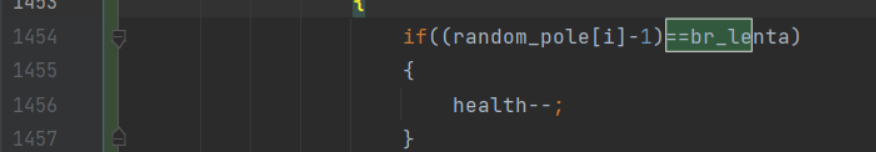 1453 {
1454 if((random_pole[i]-1)==br_lenta)
1455 {
1456 health--;
1457 }